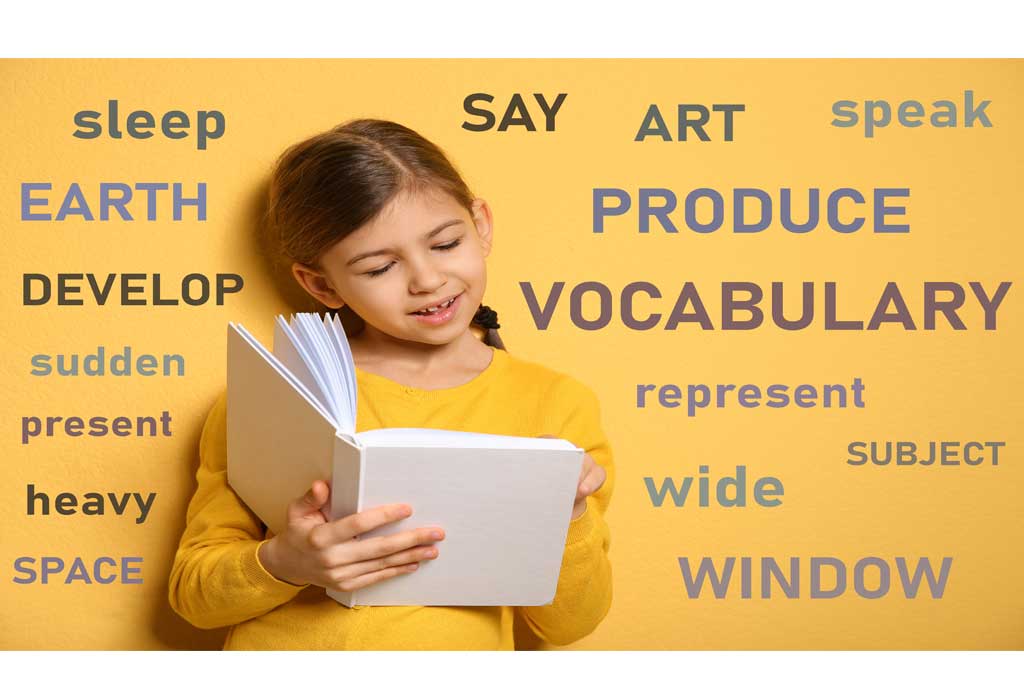 sleep
EARTH
DEVELOP
sudden
present
heavy
SPACE
SAY
ART
speak
PRODUCE
VOCABULARY
represent
SUBJECT
wide
WINDOW